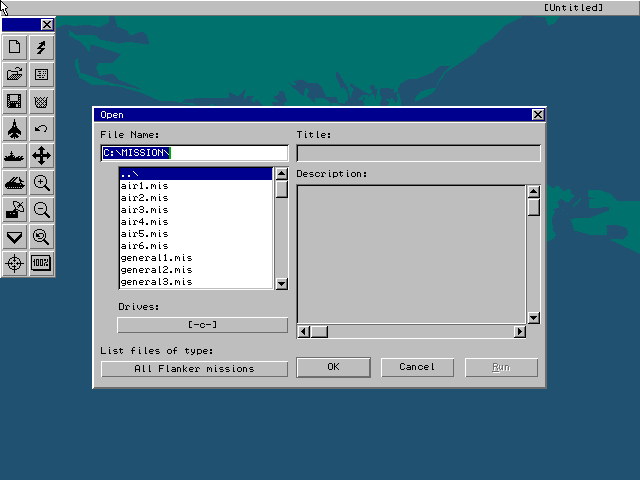 [Untitled]
Open
File Name:
Title:
C:\MISSION\
..\
Description:
air1.mis
air2.mis
air3.mis
air4.mis
air5.mis
air6.mis
general1.mis
general2.mis
general3.mis
100%
Drives:
[-c-]
List files of type:
All Flanker missions
OK
Cancel
Run